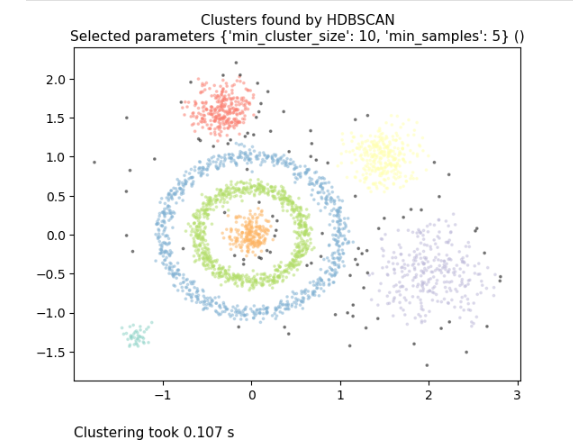 Clusters found by HDBSCAN
Selected parameters {'min_cluster_size': 10, 'min_samples': 5} ()
2.0
1.5
1.0
0.5
0.0
−0.5
−1.0
−1.5
−1 0 1 2 3
Clustering took 0.107 s